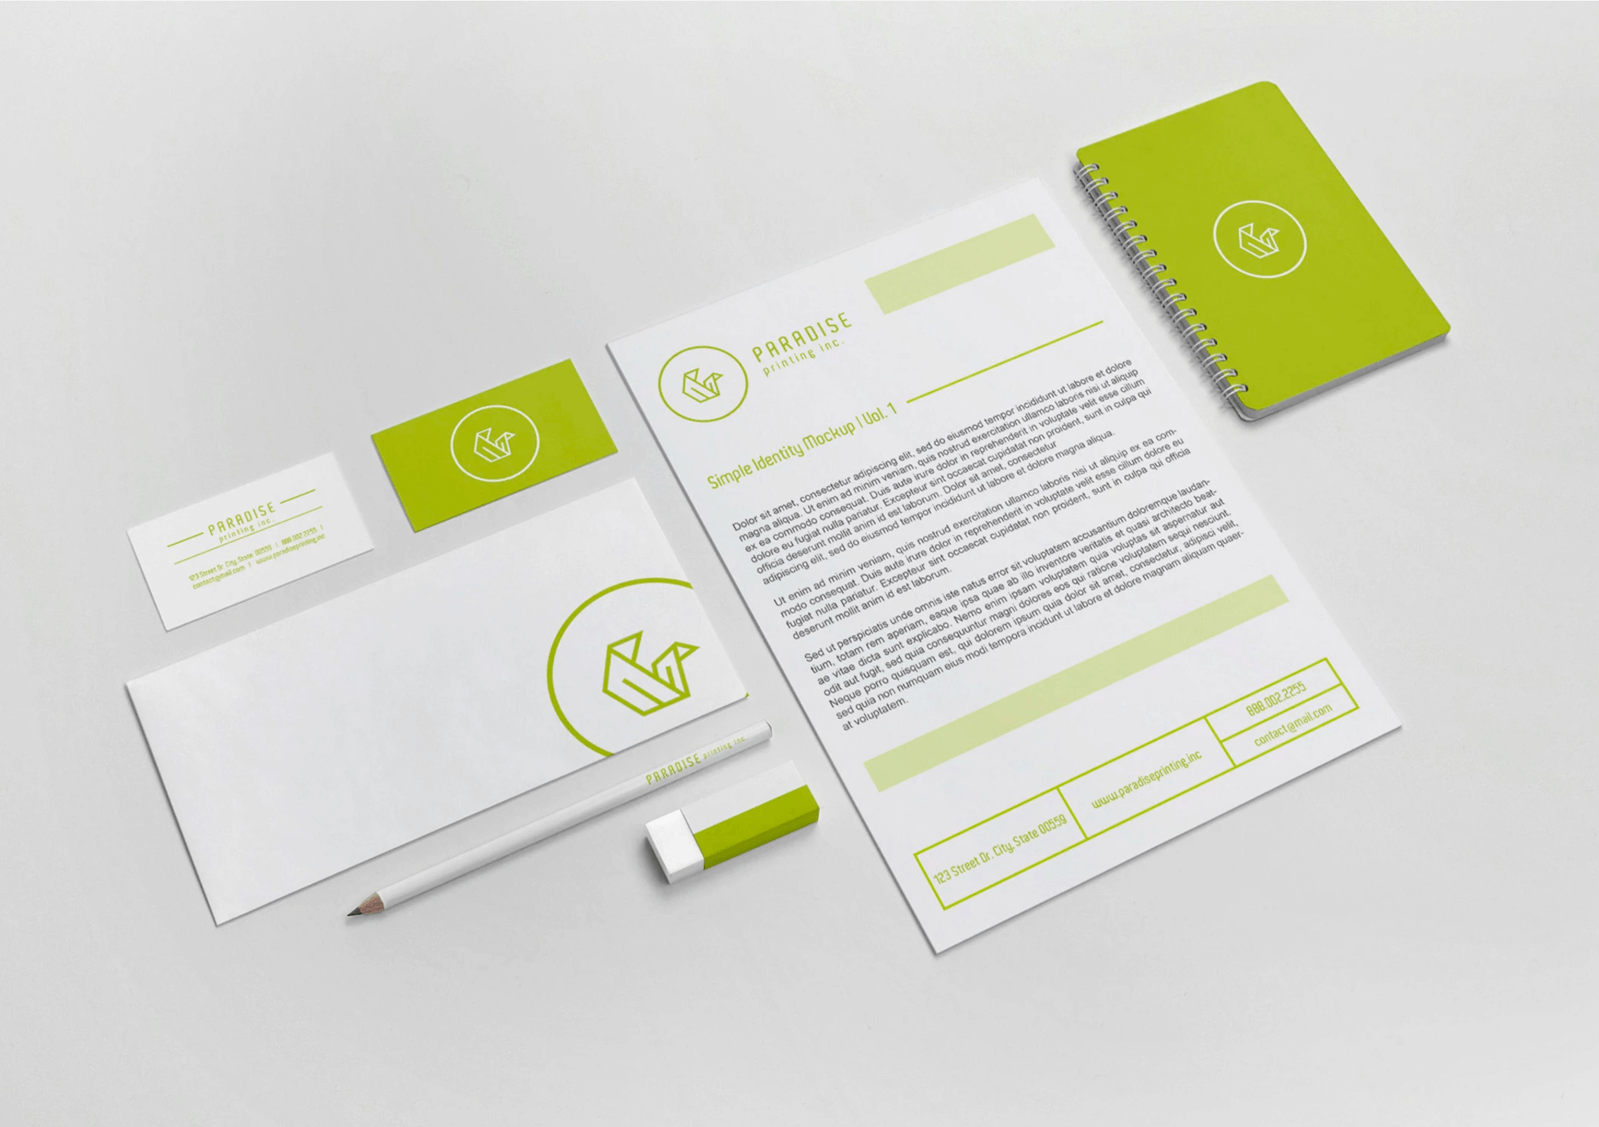 PARADISE
printing inc.
123 Street Dr. City, State 00559 | 888.002.2255 |
contact@mail.com | www.paradiseprinting.inc
PARADISE printing inc.
PARADISE
printing inc.
Simple Identity Mockup | Vol. 1
Dolor sit amet, consectetur adipiscing elit, sed do eiusmod tempor incididunt ut labore et dolore
magna aliqua. Ut enim ad minim veniam, quis nostrud exercitation ullamco laboris nisi ut aliquip
ex ea commodo consequat. Duis aute irure dolor in reprehenderit in voluptate velit esse cillum
dolore eu fugiat nulla pariatur. Excepteur sint occaecat cupidatat non proident, sunt in culpa qui
officia deserunt mollit anim id est laborum. Dolor sit amet, consectetur
adipiscing elit, sed do eiusmod tempor incididunt ut labore et dolore magna aliqua.
Ut enim ad minim veniam, quis nostrud exercitation ullamco laboris nisi ut aliquip ex ea com-
modo consequat. Duis aute irure dolor in reprehenderit in voluptate velit esse cillum dolore eu
fugiat nulla pariatur. Excepteur sint occaecat cupidatat non proident, sunt in culpa qui officia
deserunt mollit anim id est laborum.
Sed ut perspiciatis unde omnis iste natus error sit voluptatem accusantium doloremque laudan-
tium, totam rem aperiam, eaque ipsa quae ab illo inventore veritatis et quasi architecto beat-
ae vitae dicta sunt explicabo. Nemo enim ipsam voluptatem quia voluptas sit aspernatur aut
odit aut fugit, sed quia consequuntur magni dolores eos qui ratione voluptatem sequi nesciunt.
Neque porro quisquam est, qui dolorem ipsum quia dolor sit amet, consectetur, adipisci velit,
sed quia non numquam eius modi tempora incidunt ut labore et dolore magnam aliquam quaer-
at voluptatem.
123 Street Dr. City, State 00559
www.paradiseprinting.inc
888.002.2255
contact@mail.com